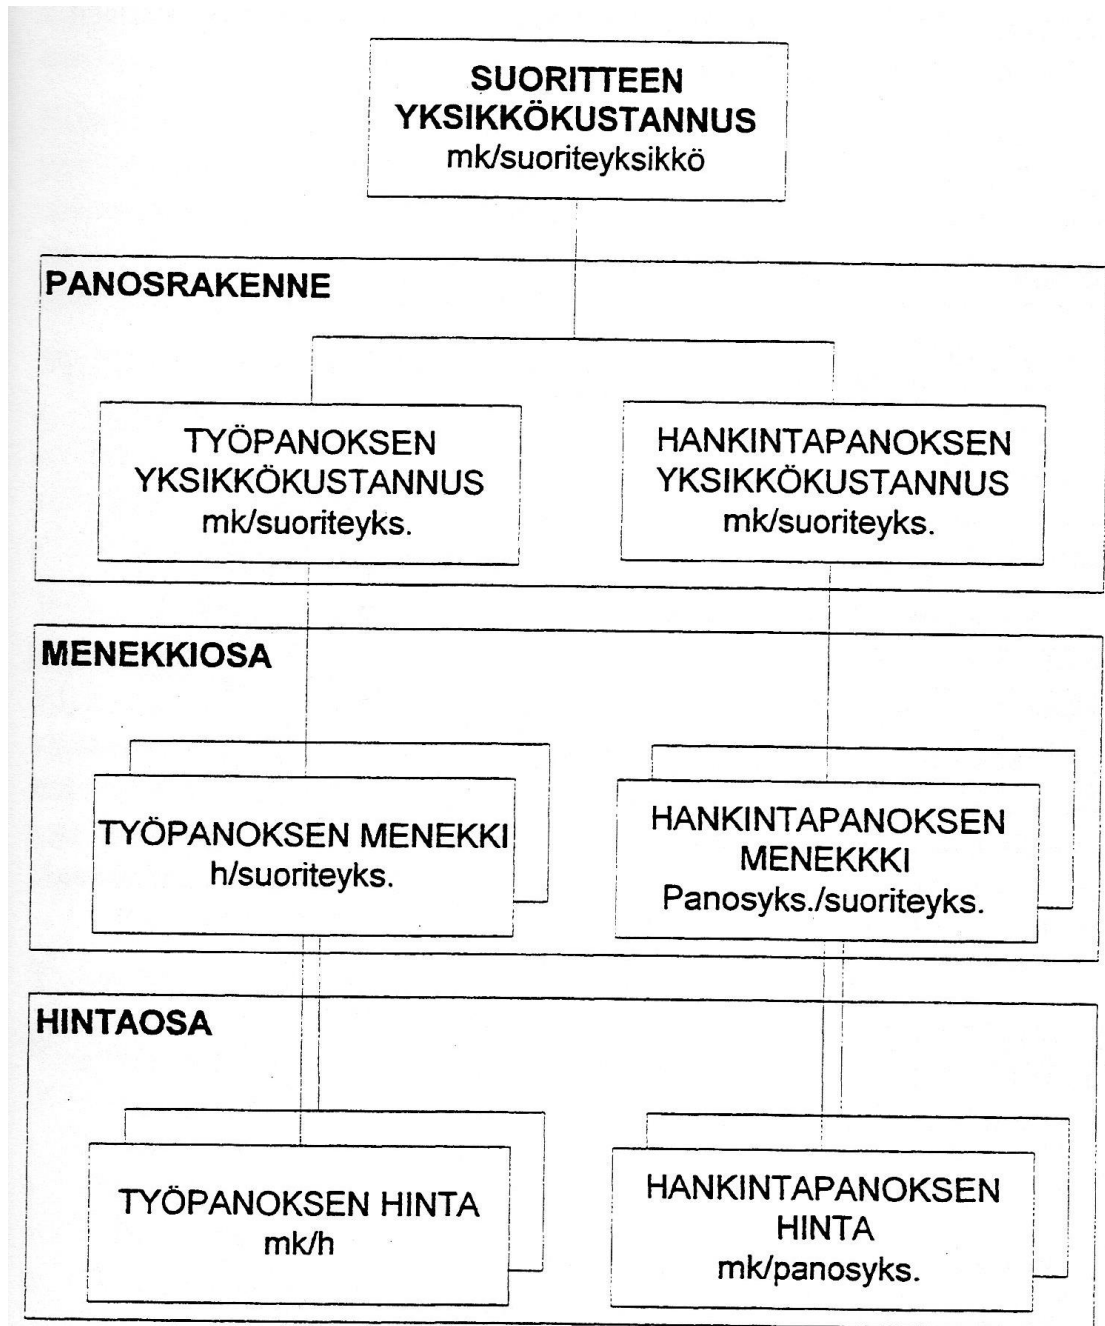 SUORITTEEN
YKSIKKÖKUSTANNUS
mk/suoriteyksikkö
PANOSRAKENNE
TYÖPANOKSEN
YKSIKKÖKUSTANNUS
mk/suoriteyks.
HANKINTAPANOKSEN
YKSIKKÖKUSTANNUS
mk/suoriteyks.
MENEKKIOSA
TYÖPANOKSEN MENEKKI
h/suoriteyks.
HANKINTAPANOKSEN
MENEKKKI
Panosyks./suoriteyks.
HINTAOSA
TYÖPANOKSEN HINTA
mk/h
HANKINTAPANOKSEN
HINTA
mk/panosyks.